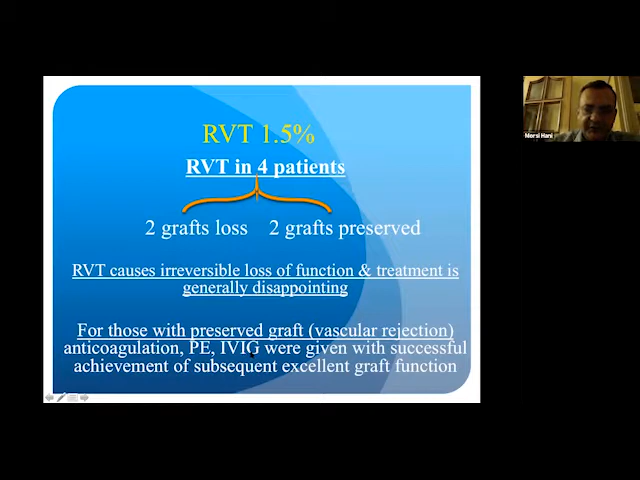 RVT 1.5%
RVT in 4 patients
2 grafts loss 2 grafts preserved
RVT causes irreversible loss of function & treatment is
generally disappointing
For those with preserved graft (vascular rejection)
anticoagulation, PE, IVIG were given with successful
achievement of subsequent excellent graft function
Morsi Hani